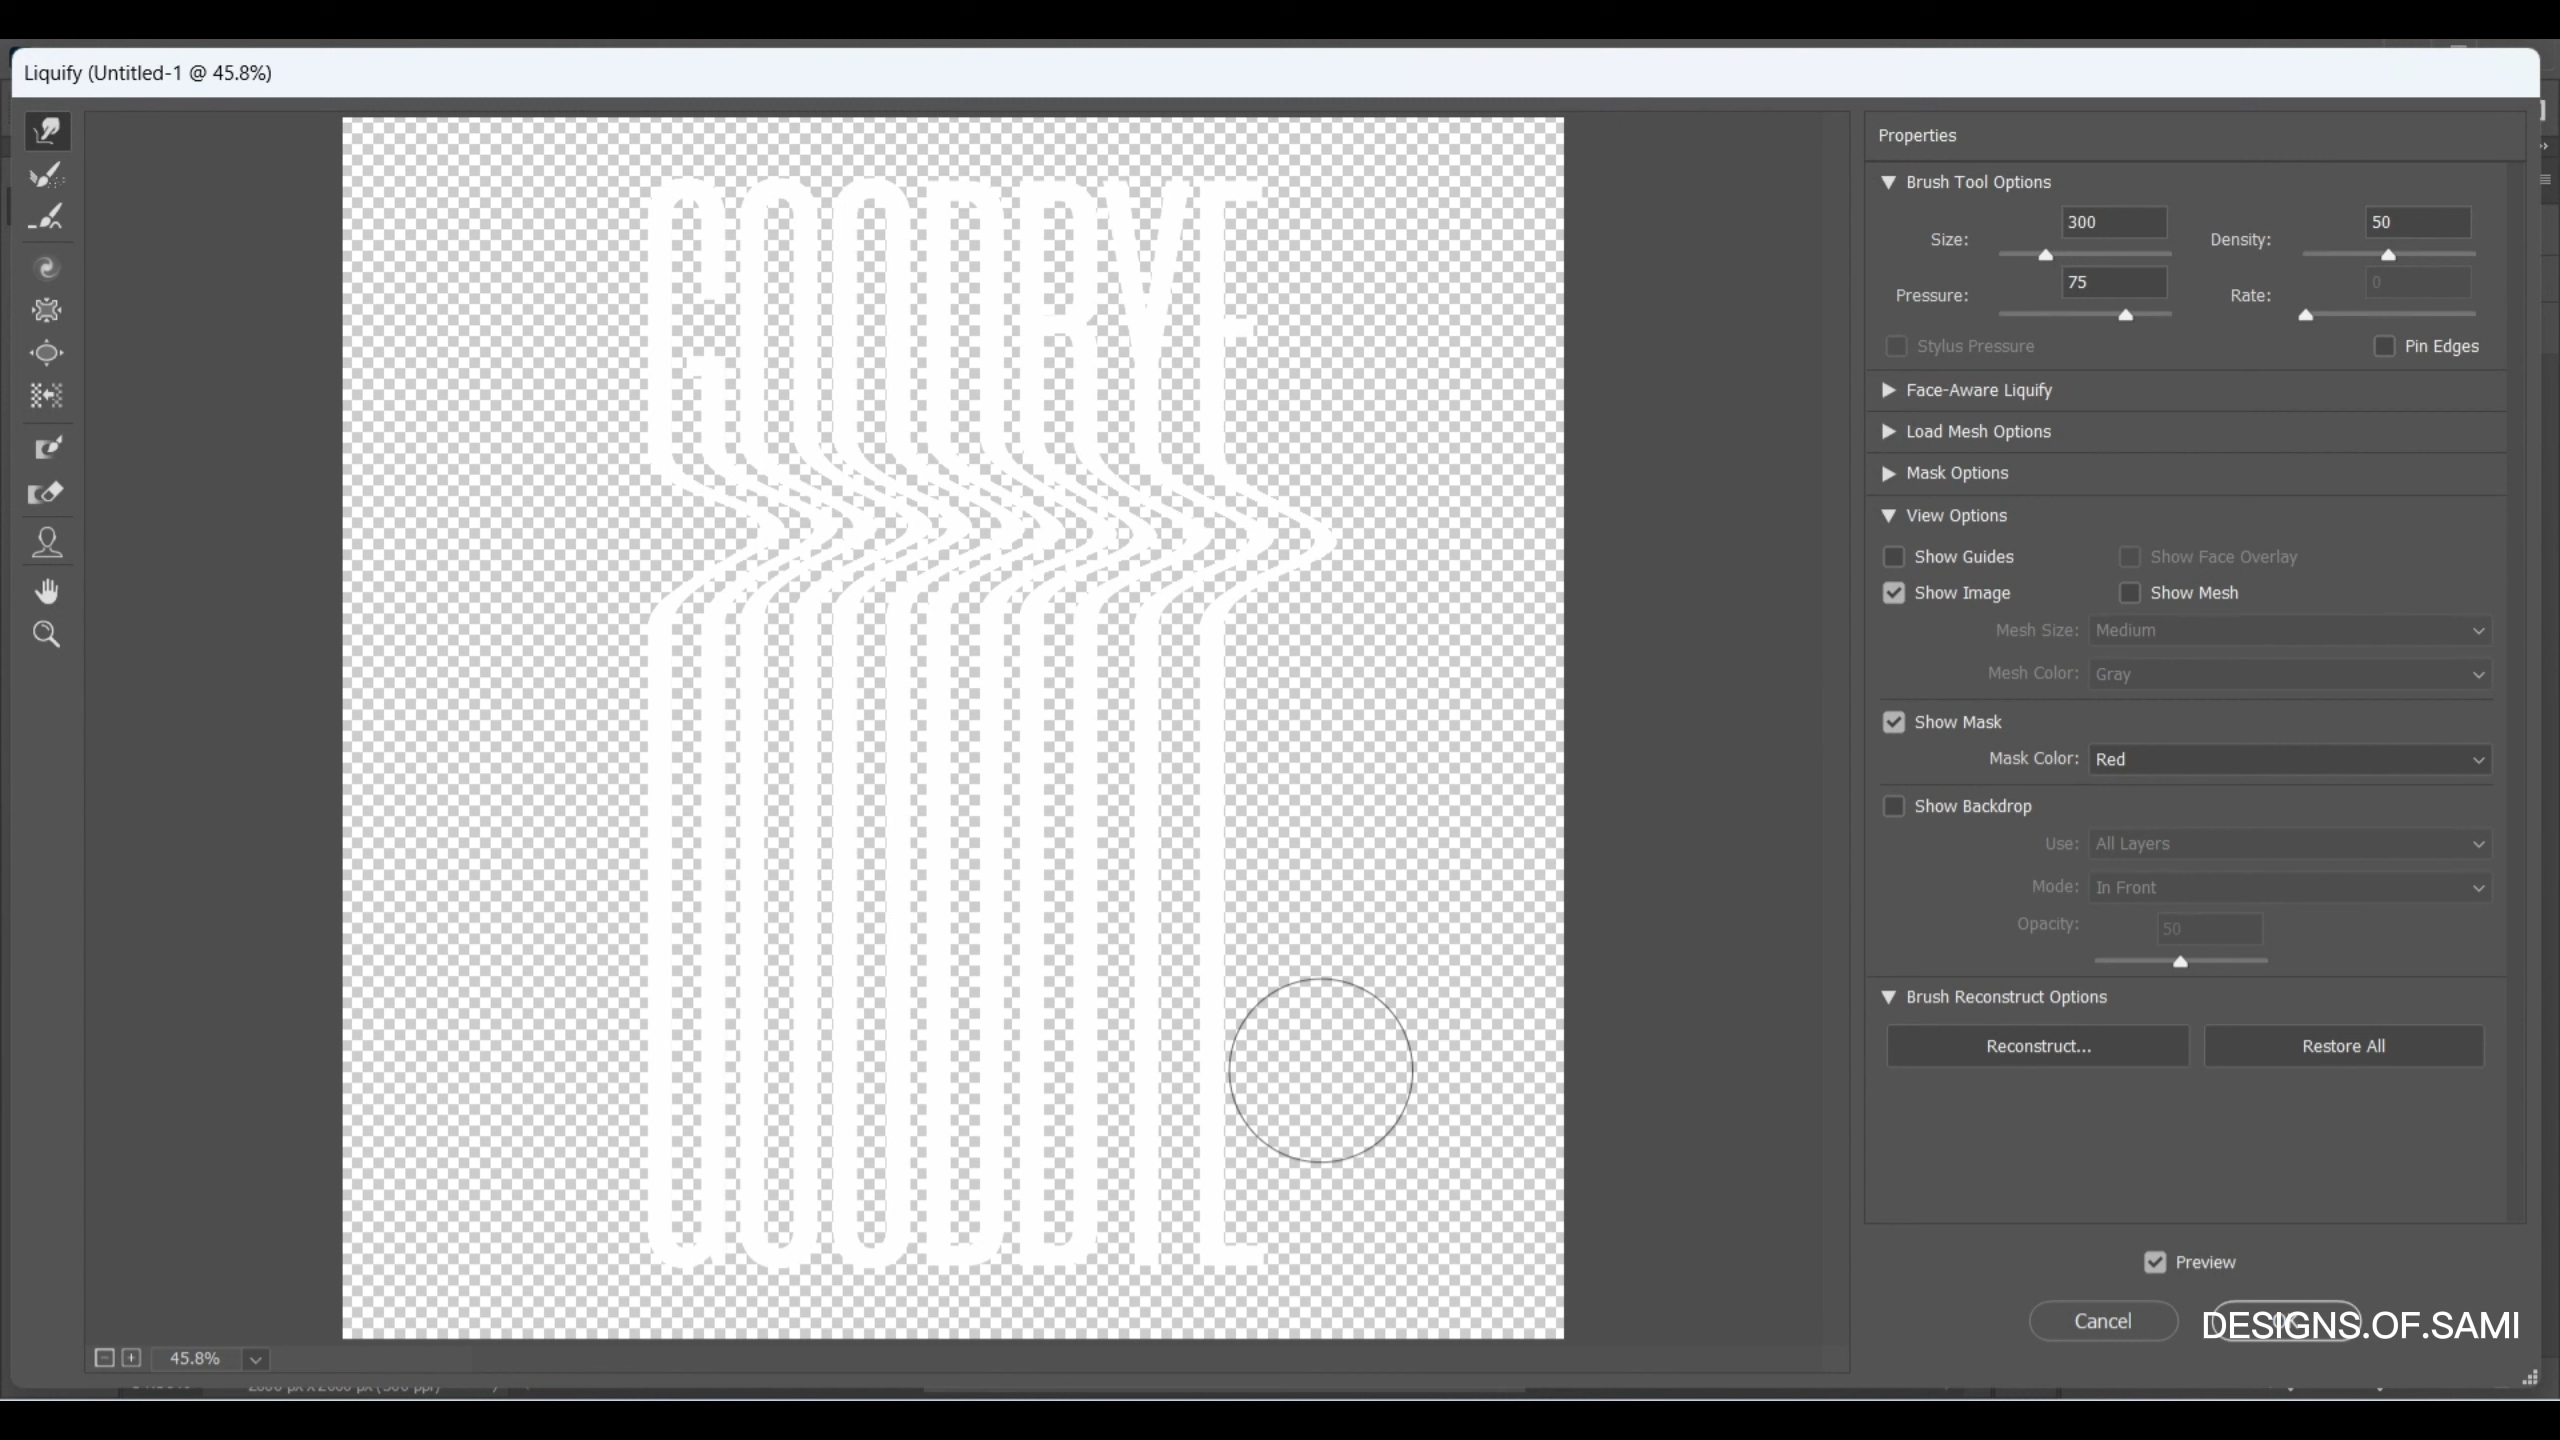 Liquify (Untitled-1 @ 45.8%)
Properties
Brush Tool Options
Size: 300
Density: 50
Pressure: 75
Rate: 0
Stylus Pressure
Pin Edges
Face-Aware Liquify
Load Mesh Options
Mask Options
View Options
Show Guides
Show Face Overlay
Show Image
Show Mesh
Mesh Size: Medium
Mesh Color: Gray
Show Mask
Mask Color: Red
Show Backdrop
Use: All Layers
Mode: In Front
Opacity: 50
Brush Reconstruct Options
Reconstruct...
Restore All
Preview
Cancel
DESIGNS.OF.SAMI
GOODBYE
45.8%